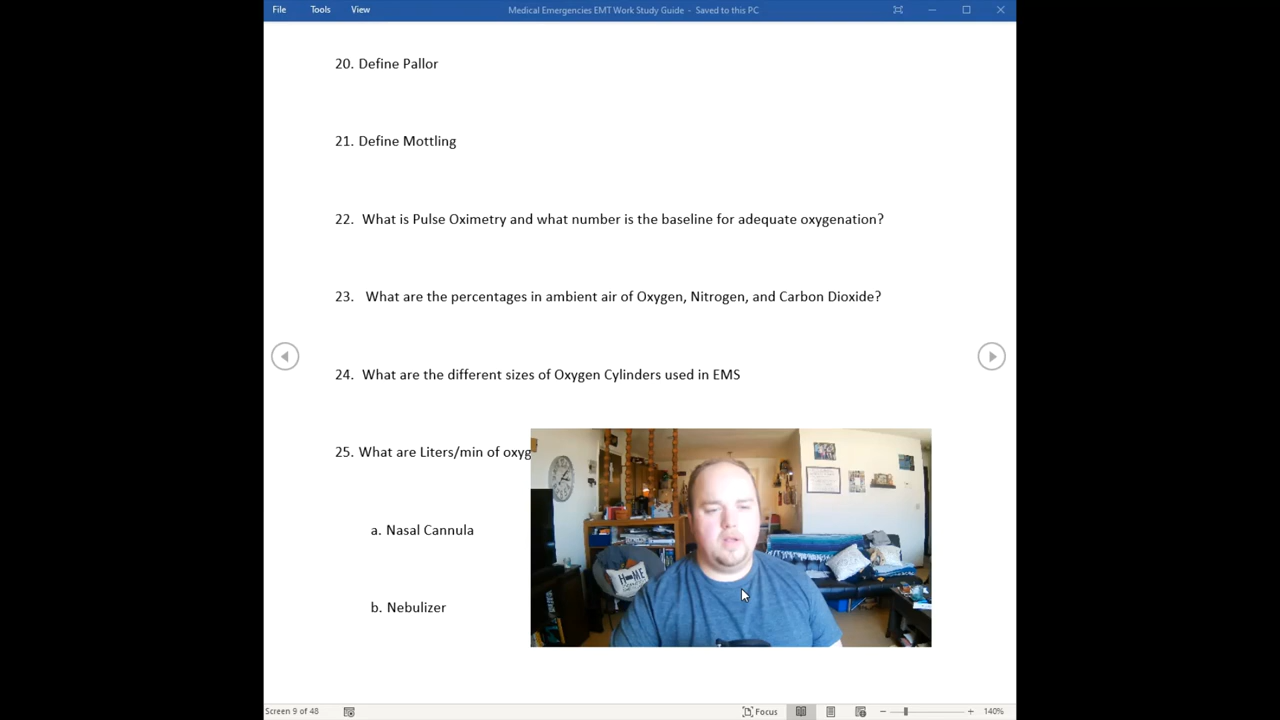 File Tools View Medical Emergencies EMT Work Study Guide - Saved to this PC
20. Define Pallor
21. Define Mottling
22. What is Pulse Oximetry and what number is the baseline for adequate oxygenation?
23. What are the percentages in ambient air of Oxygen, Nitrogen, and Carbon Dioxide?
24. What are the different sizes of Oxygen Cylinders used in EMS
25. What are Liters/min of oxyg
a. Nasal Cannula
HOME
b. Nebulizer
Screen 9 of 48 Focus 140%